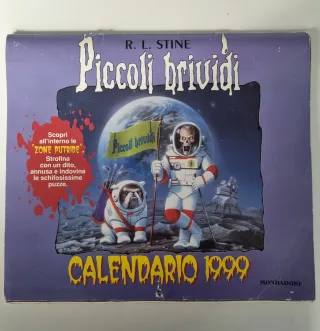 R. L. STINE
Piccoli brividi
Scopri
all'interno le
ZONE PUTRIDE.
Strofina
con un dito,
annusa e indovina
le schifosissime
puzze.
Piccoli brividi
CALENDARIO 1999
MONDADORI